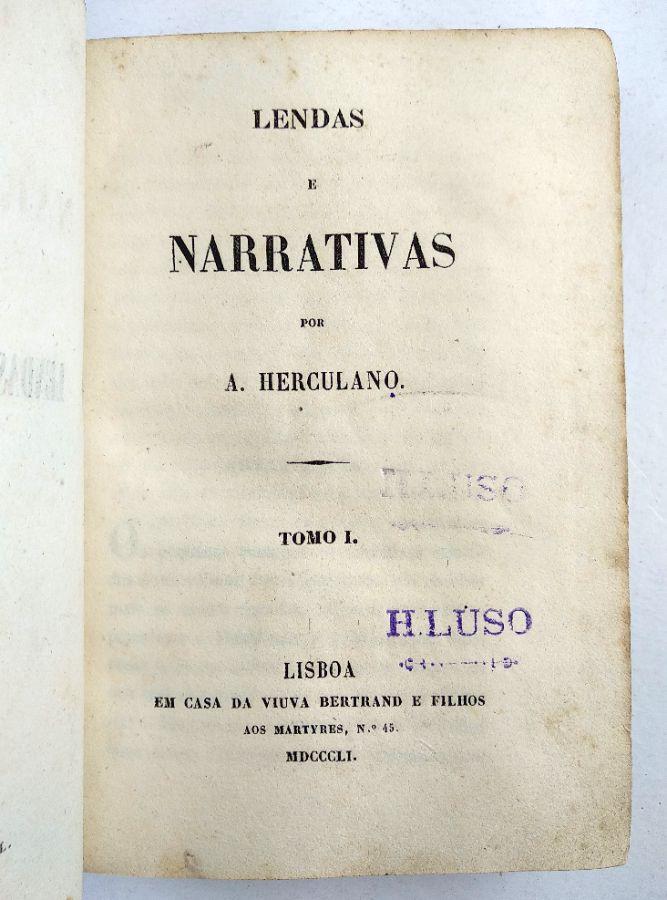 LENDAS
E
NARRATIVAS
POR
A. HERCULANO.
TOMO I.
H. LUSO
H. LUSO
LISBOA
EM CASA DA VIUVA BERTRAND E FILHOS
AOS MARTYRES, N.º 45.
MDCCCLI.